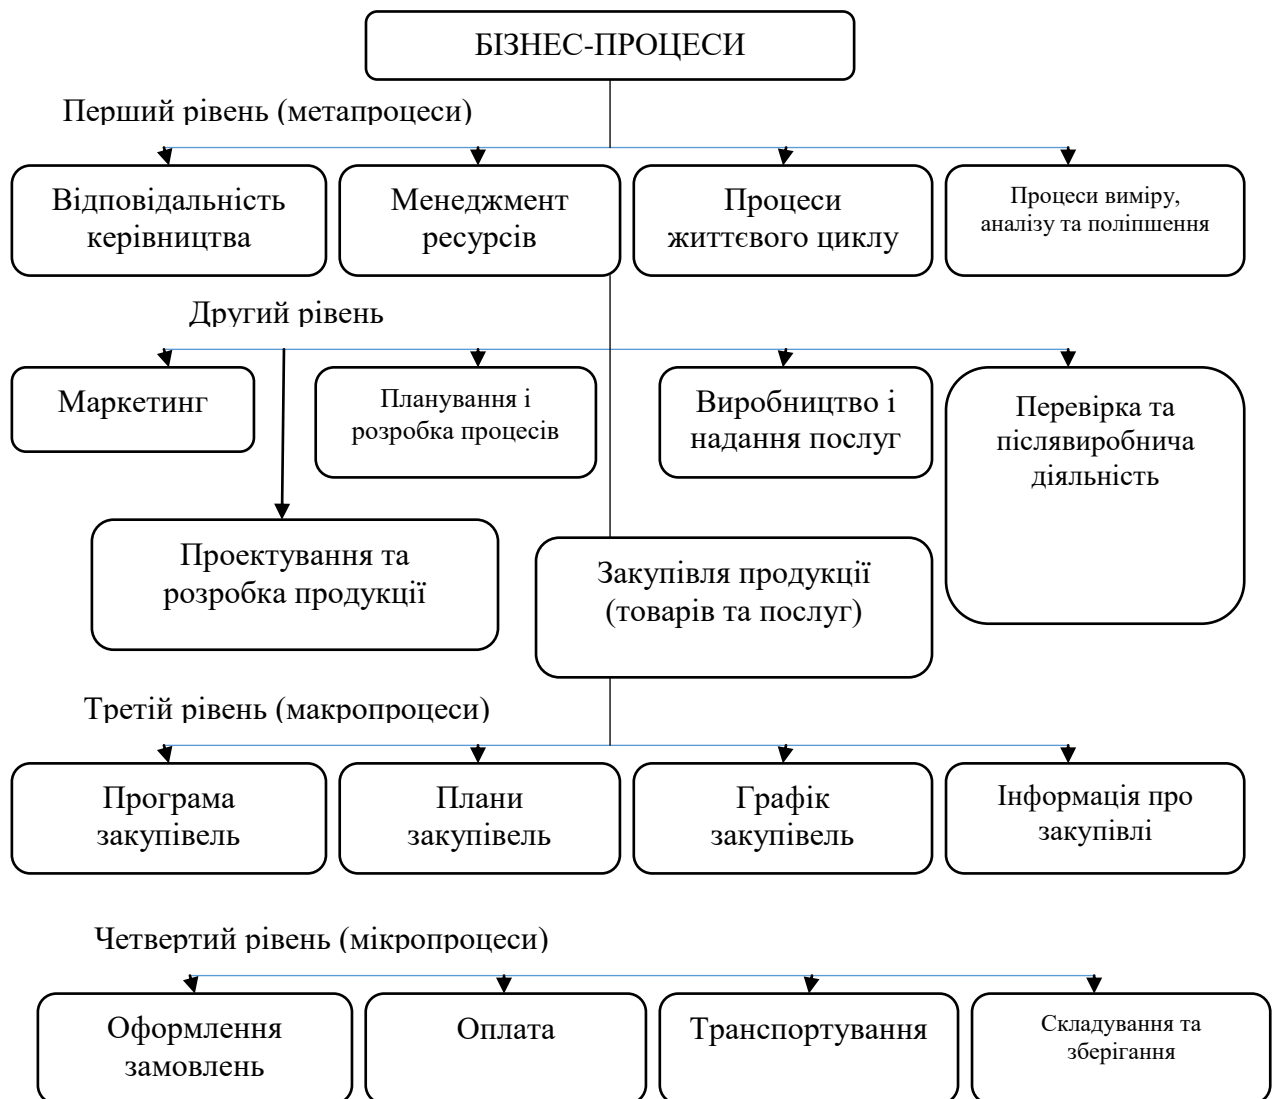 БІЗНЕС-ПРОЦЕСИ
Перший рівень (метапроцеси)
Відповідальність
керівництва
Менеджмент
ресурсів
Процеси
життєвого циклу
Процеси виміру,
аналізу та поліпшення
Другий рівень
Маркетинг
Планування і
розробка процесів
Виробництво і
надання послуг
Перевірка та
післявиробнича
діяльність
Проектування та
розробка продукції
Закупівля продукції
(товарів та послуг)
Третій рівень (макропроцеси)
Програма
закупівель
Плани
закупівель
Графік
закупівель
Інформація про
закупівлі
Четвертий рівень (мікропроцеси)
Оформлення
замовлень
Оплата
Транспортування
Складування та
зберігання